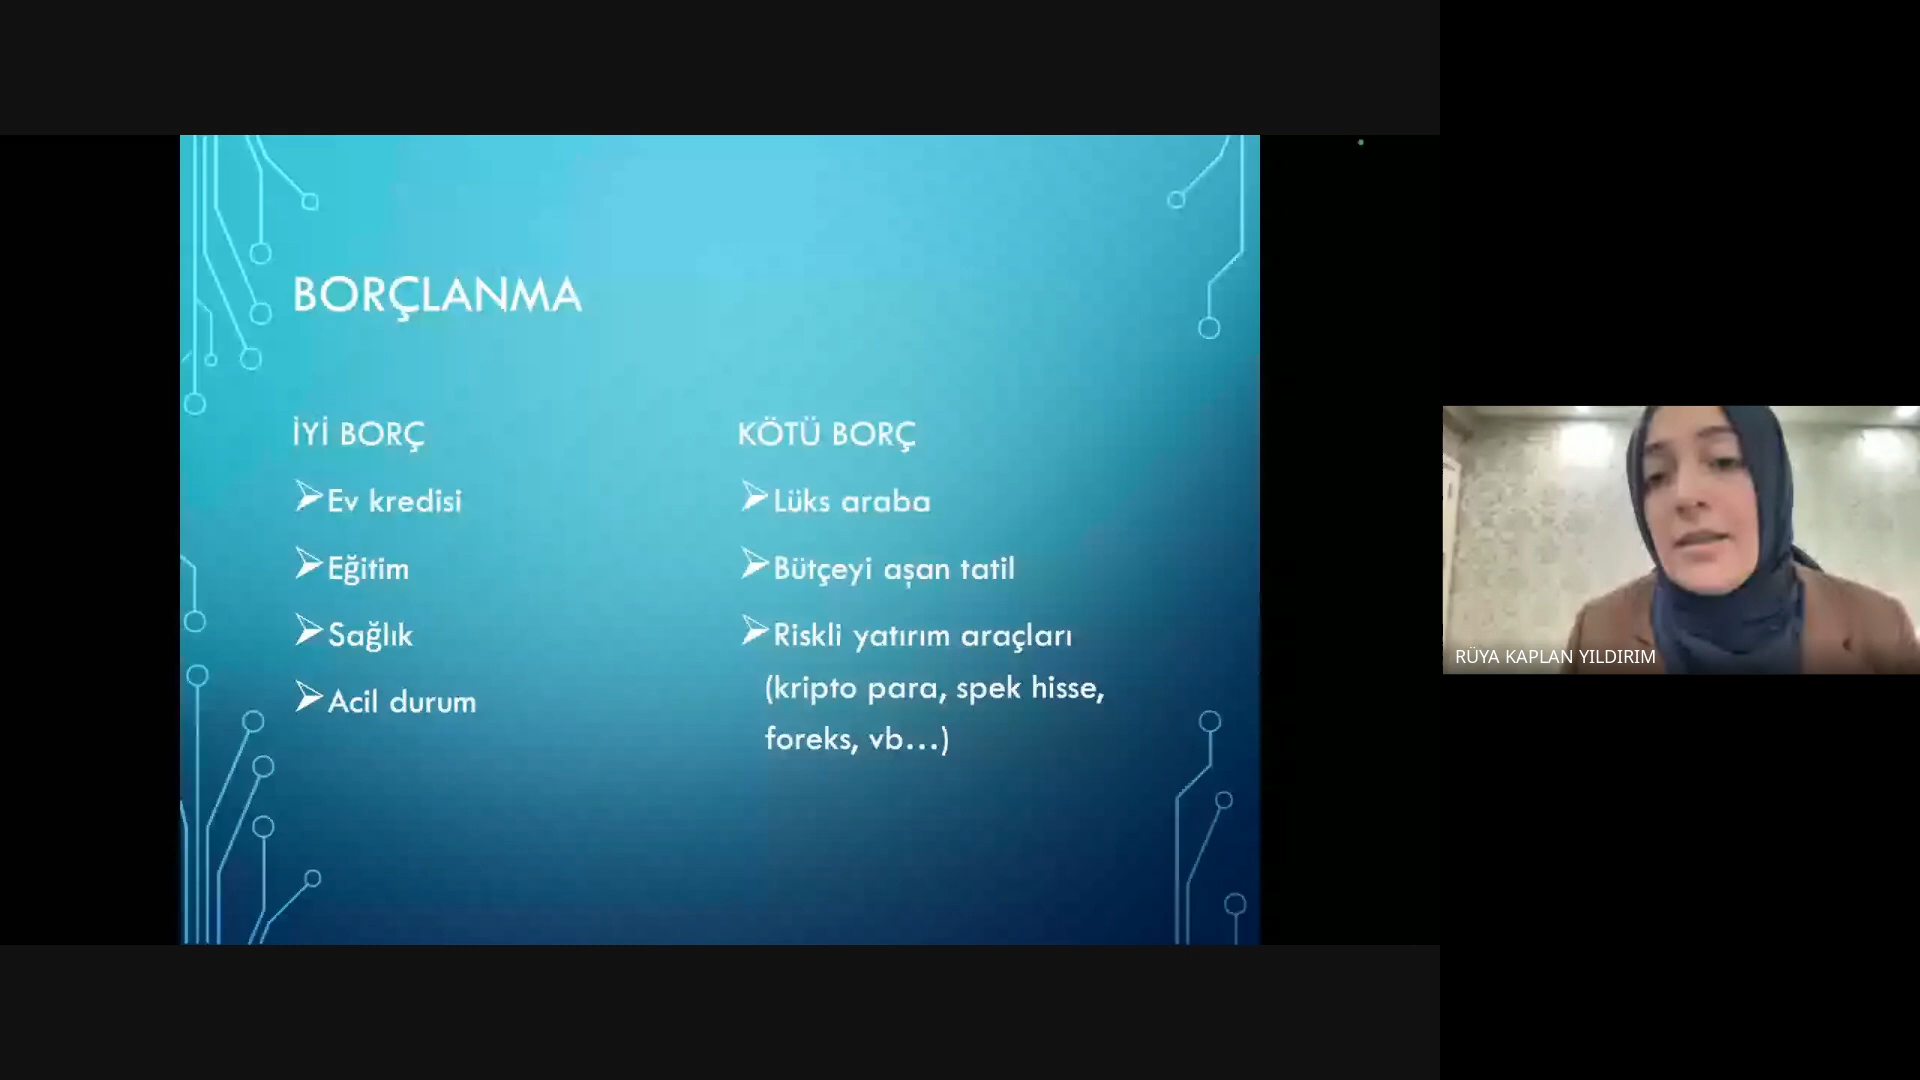 BORÇLANMA
İYİ BORÇ
Ev kredisi
Eğitim
Sağlık
Acil durum
KÖTÜ BORÇ
Lüks araba
Bütçeyi aşan tatil
Riskli yatırım araçları
(kripto para, spek hisse,
foreks, vb...)
RÜYA KAPLAN YILDIRIM